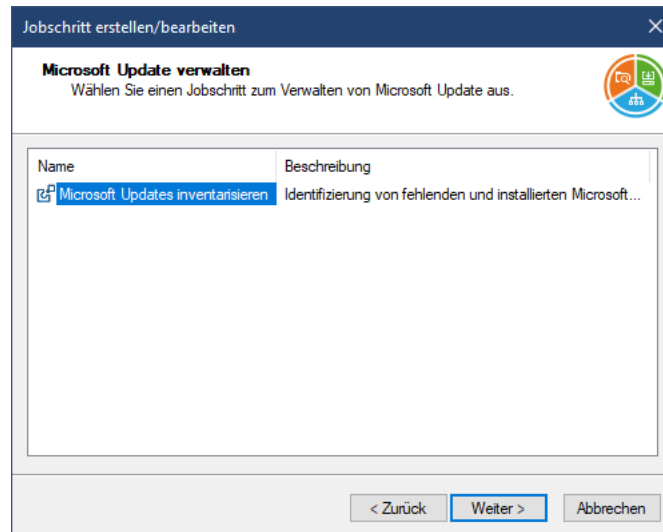 Jobschritt erstellen/bearbeiten
Microsoft Update verwalten
Wählen Sie einen Jobschritt zum Verwalten von Microsoft Update aus.
Name Beschreibung
Microsoft Updates inventarisieren Identifizierung von fehlenden und installierten Microsoft...
< Zurück Weiter > Abbrechen